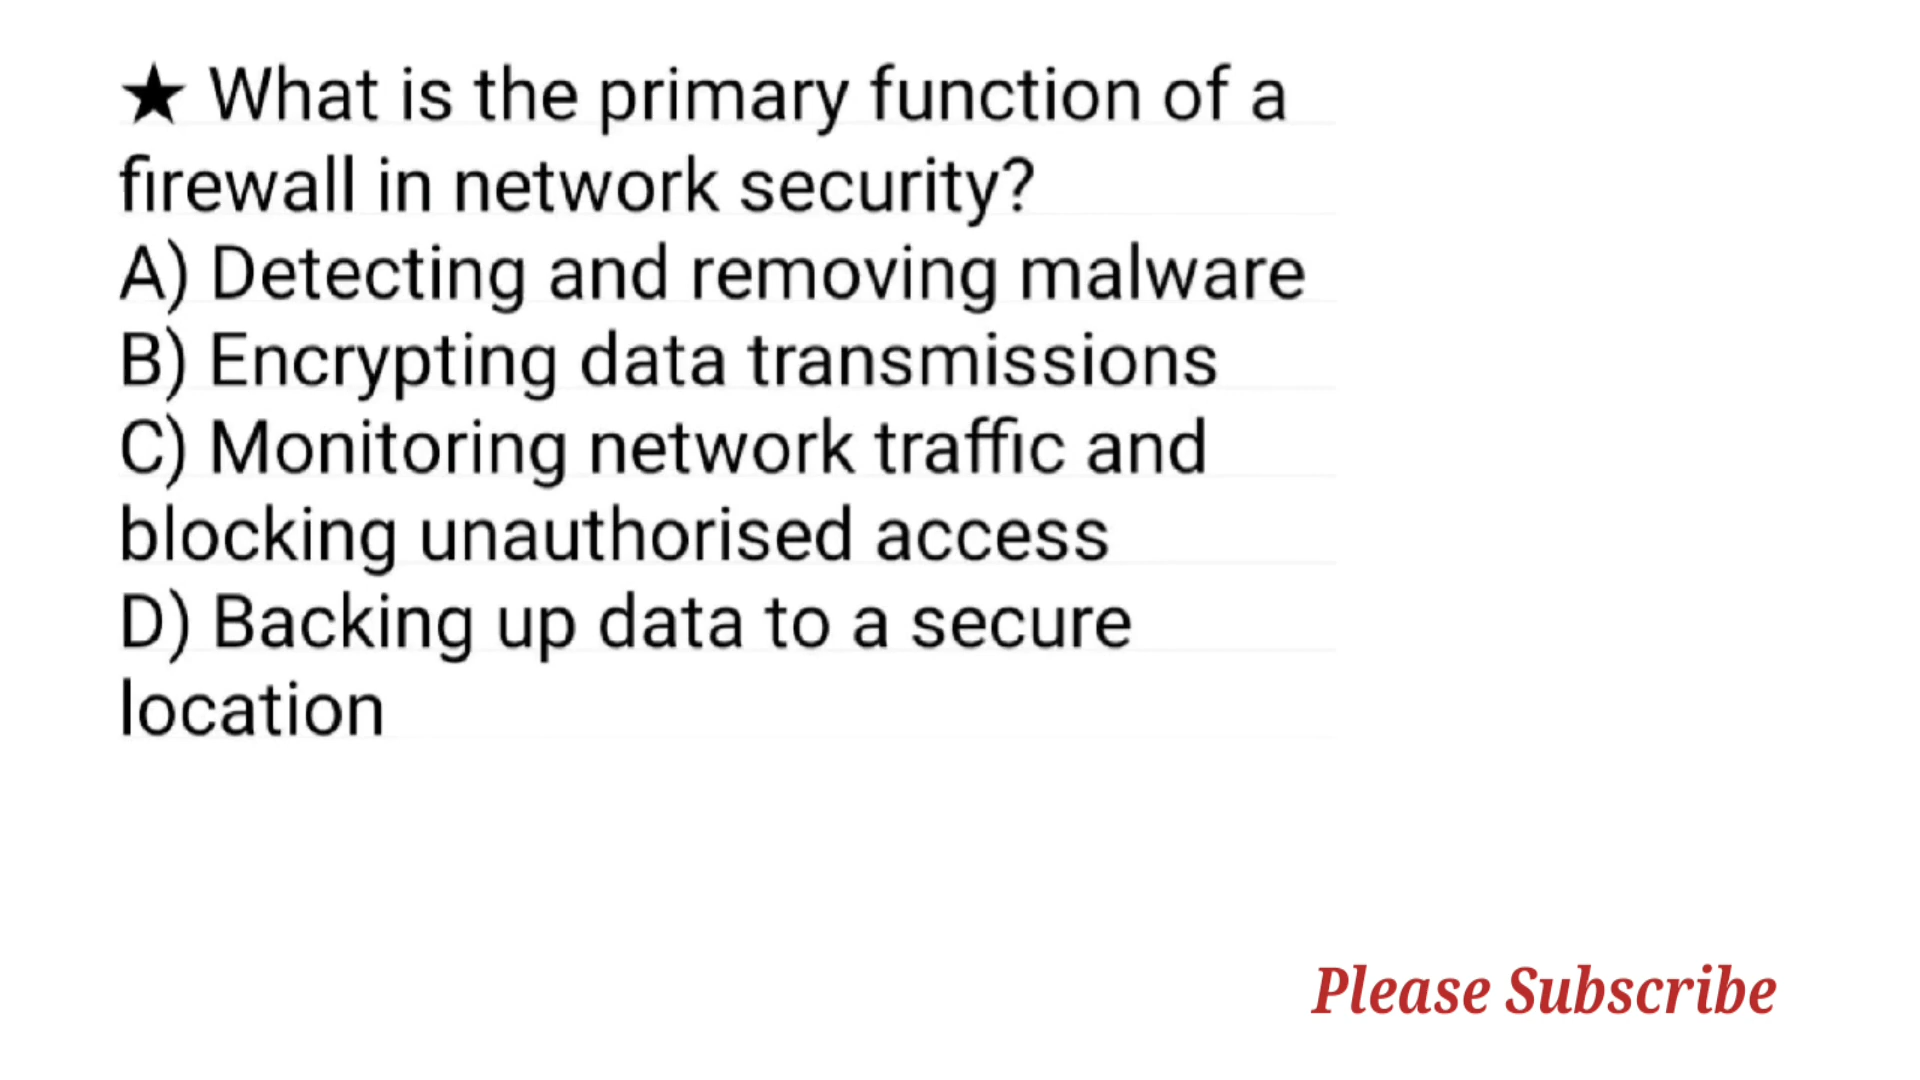 ★ What is the primary function of a
firewall in network security?
A) Detecting and removing malware
B) Encrypting data transmissions
C) Monitoring network traffic and
blocking unauthorised access
D) Backing up data to a secure
location
Please Subscribe